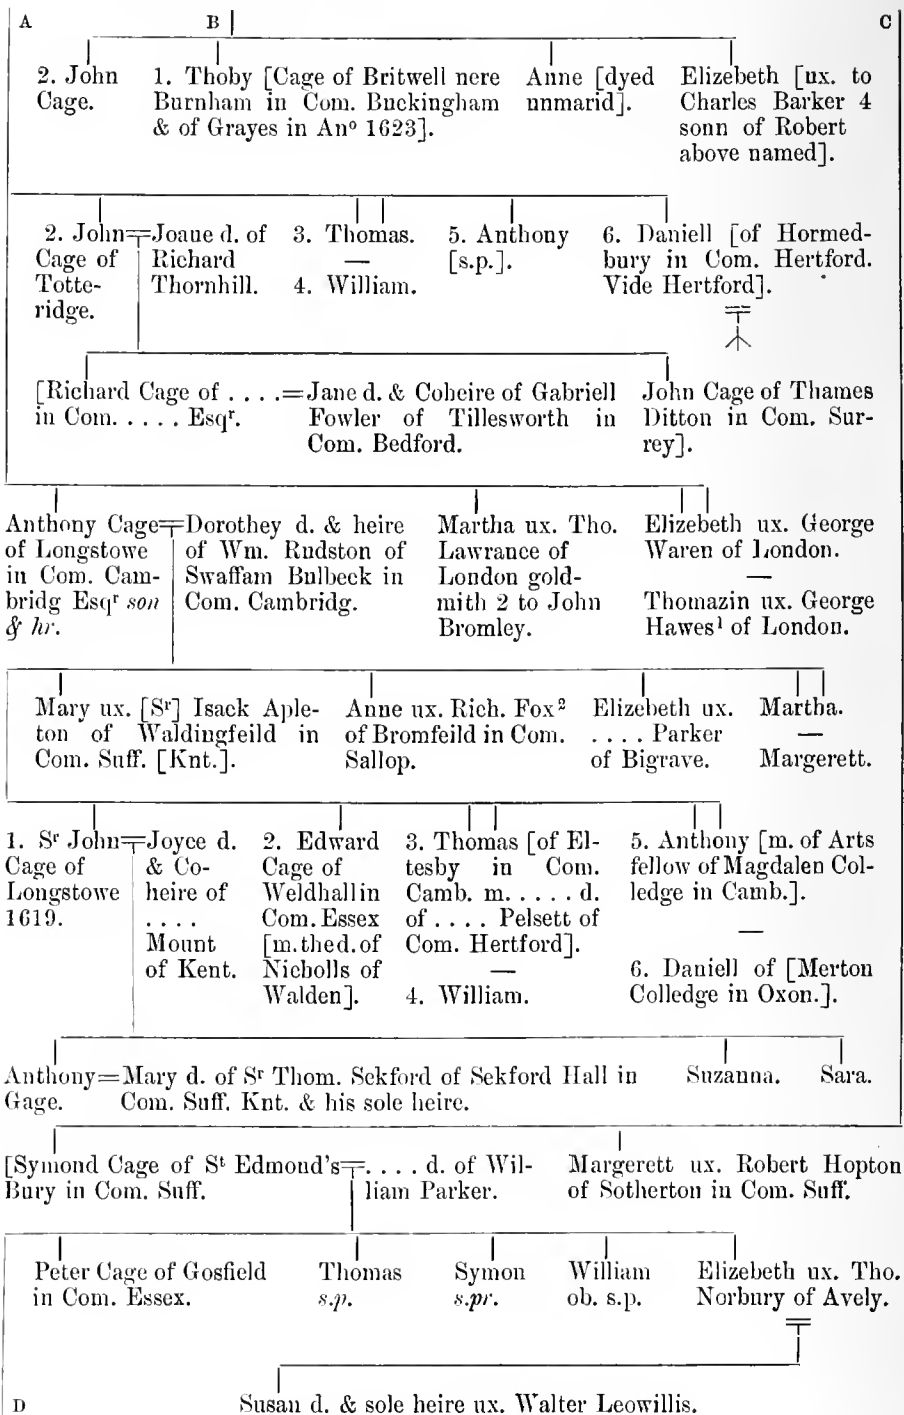 A B C
2. John
Cage.
1. Thoby [Cage of Britwell nere
Burnham in Com. Buckingham
& of Grayes in Anº 1623].
Anne [dyed
unmarid].
Elizebeth [ux. to
Charles Barker 4
sonn of Robert
above named].
2. John
Cage of
Totte-
ridge.
Joane d. of
Richard
Thornhill.
3. Thomas.
—
4. William.
5. Anthony
[s.p.].
6. Daniell [of Hormed-
bury in Com. Hertford.
Vide Hertford].
[Richard Cage of . . . .=
in Com. . . . . . Esqʳ.
Jane d. & Coheire of Gabriell
Fowler of Tillesworth in
Com. Bedford.
John Cage of Thames
Ditton in Com. Sur-
rey].
Anthony Cage
of Longstowe
in Com. Cam-
bridg Esqʳ son
& hr.
Dorothey d. & heire
of Wm. Rudston of
Swaffam Bulbeck in
Com. Cambridg.
Martha ux. Tho.
Lawrance of
London gold-
mith 2 to John
Bromley.
Elizebeth ux. George
Waren of London.
—
Thomazin ux. George
Hawes¹ of London.
Mary ux. [Sʳ] Isack Aple-
ton of Waldingfeild in
Com. Suff. [Knt.].
Anne ux. Rich. Fox²
of Bromfeild in Com.
Sallop.
Elizebeth ux.
. . . . Parker
of Bigrave.
Martha.
—
Margerett.
1. Sʳ John
Cage of
Longstowe
1619.
Joyce d.
& Co-
heire of
. . . .
Mount
of Kent.
2. Edward
Cage of
Weldhall in
Com. Essex
[m. the d. of
Nicholls of
Walden].
3. Thomas [of El-
tesby in Com.
Camb. m. . . . . d.
of . . . . Pelsett of
Com. Hertford].
—
4. William.
5. Anthony [m. of Arts
fellow of Magdalen Col-
ledge in Camb.].
—
6. Daniell of [Merton
Colledge in Oxon.].
Anthony=
Gage.
Mary d. of Sʳ Thom. Sckford of Sekford Hall in
Com. Suff. Knt. & his sole heire.
Suzanna.
Sara.
[Symond Cage of Sᵗ Edmond's
Bury in Com. Suff.
. . . . d. of Wil-
liam Parker.
Margerett ux. Robert Hopton
of Sotherton in Com. Suff.
Peter Cage of Gosfield
in Com. Essex.
Thomas
s.p.
Symon
s.pr.
William
ob. s.p.
Elizebeth ux. Tho.
Norbury of Avely.
D
Susan d. & sole heire ux. Walter Leowillis.